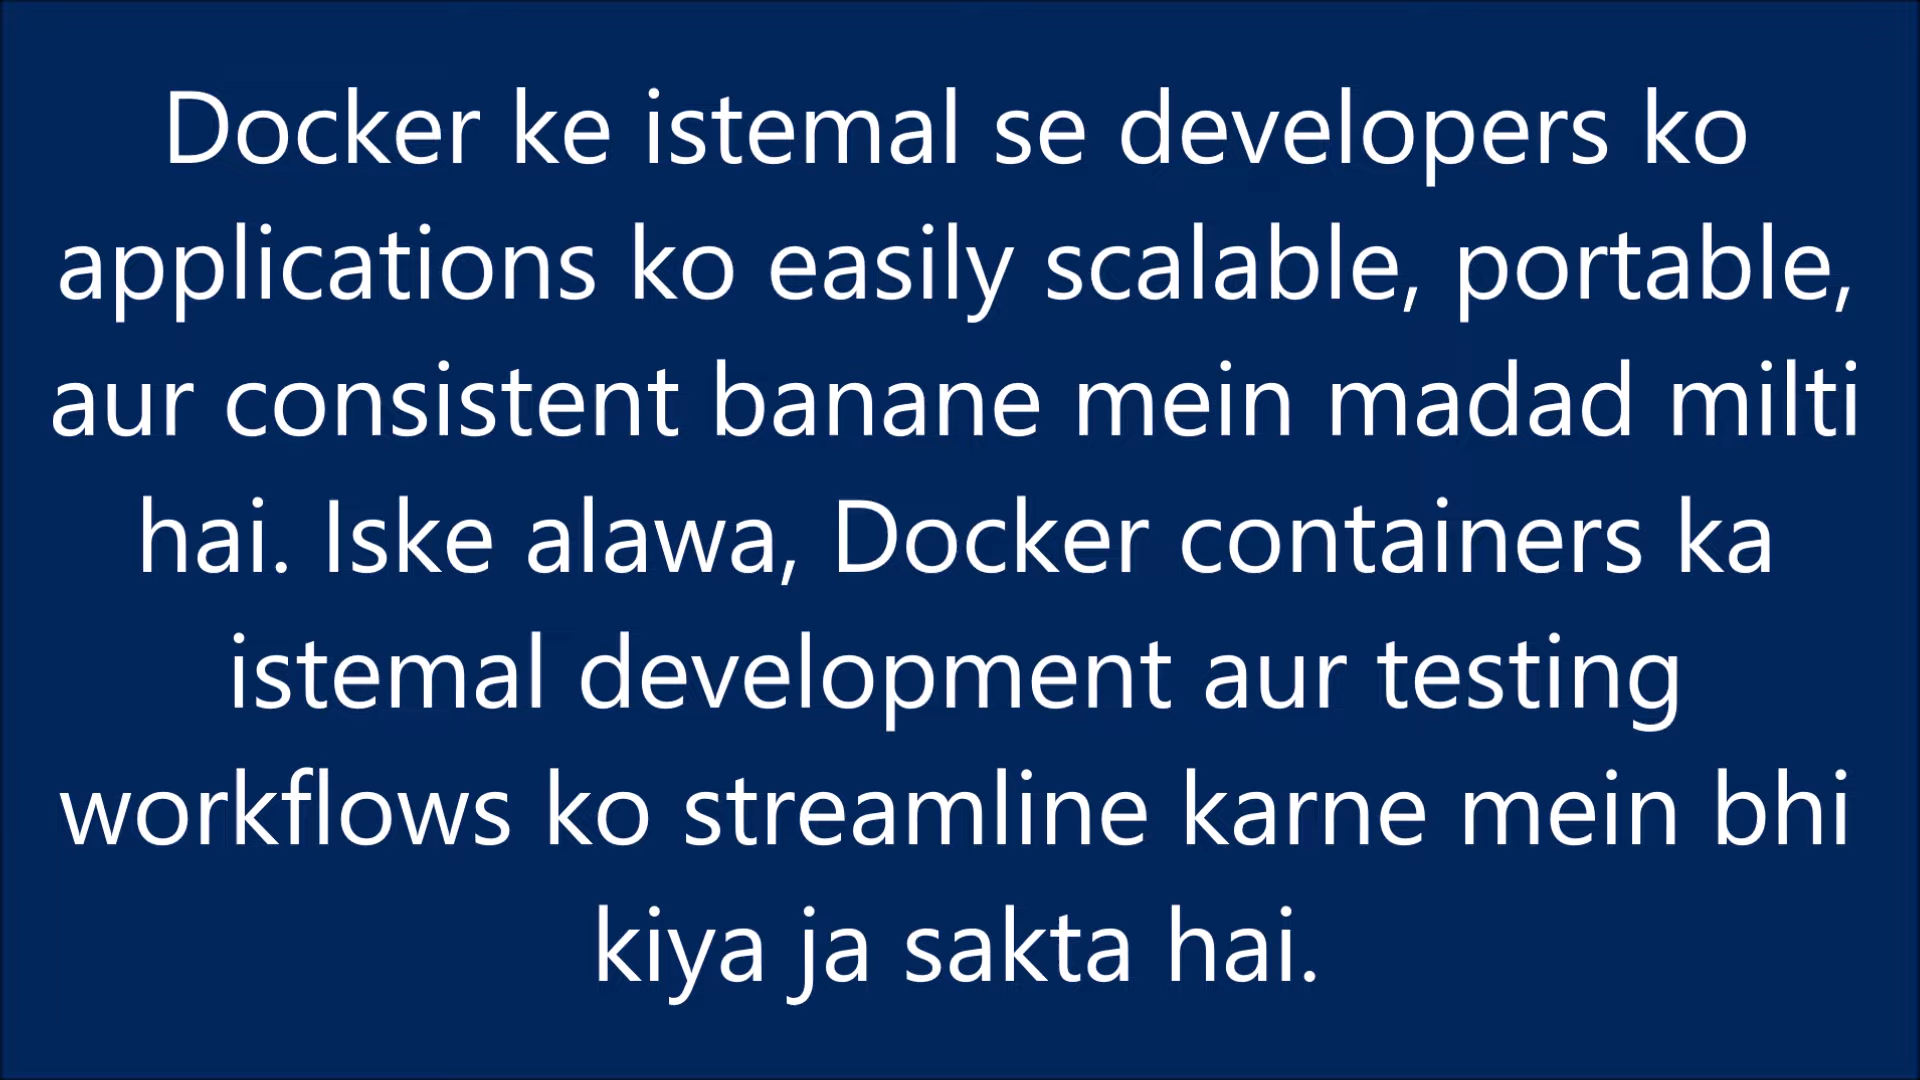 Docker ke istemal se developers ko
applications ko easily scalable, portable,
aur consistent banane mein madad milti
hai. Iske alawa, Docker containers ka
istemal development aur testing
workflows ko streamline karne mein bhi
kiya ja sakta hai.